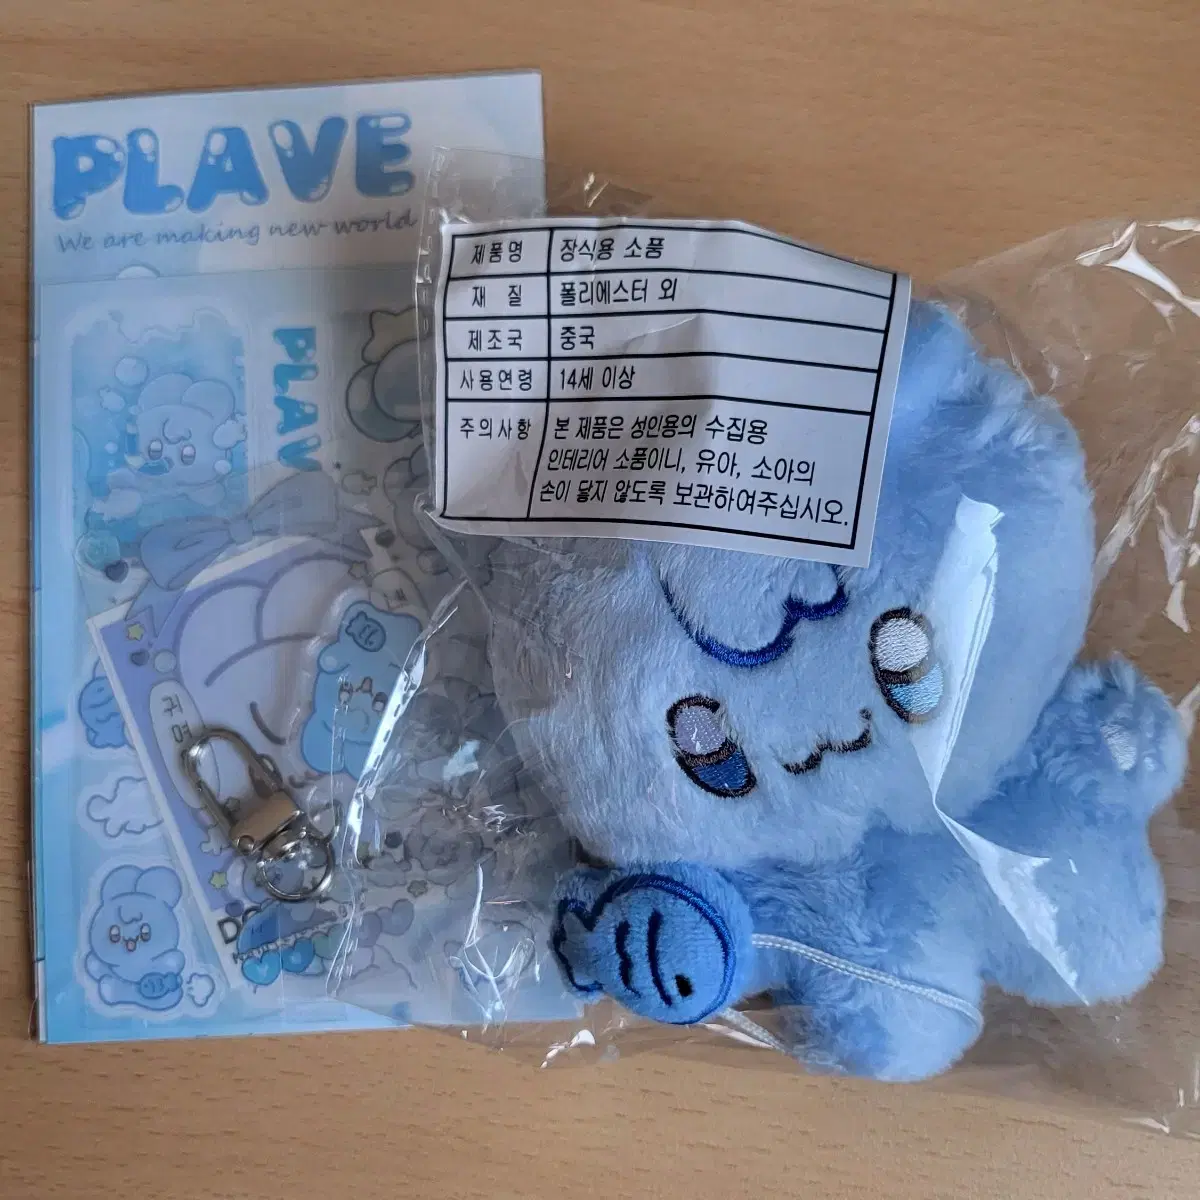 PLAVE
We are making new world
PLAV
귀
여
제품명 장식용 소품
재 질 폴리에스터 외
제조국 중국
사용연령 14세 이상
주의사항 본 제품은 성인용의 수집용
인테리어 소품이니, 유아, 소아의
손이 닿지 않도록 보관하여주십시오.